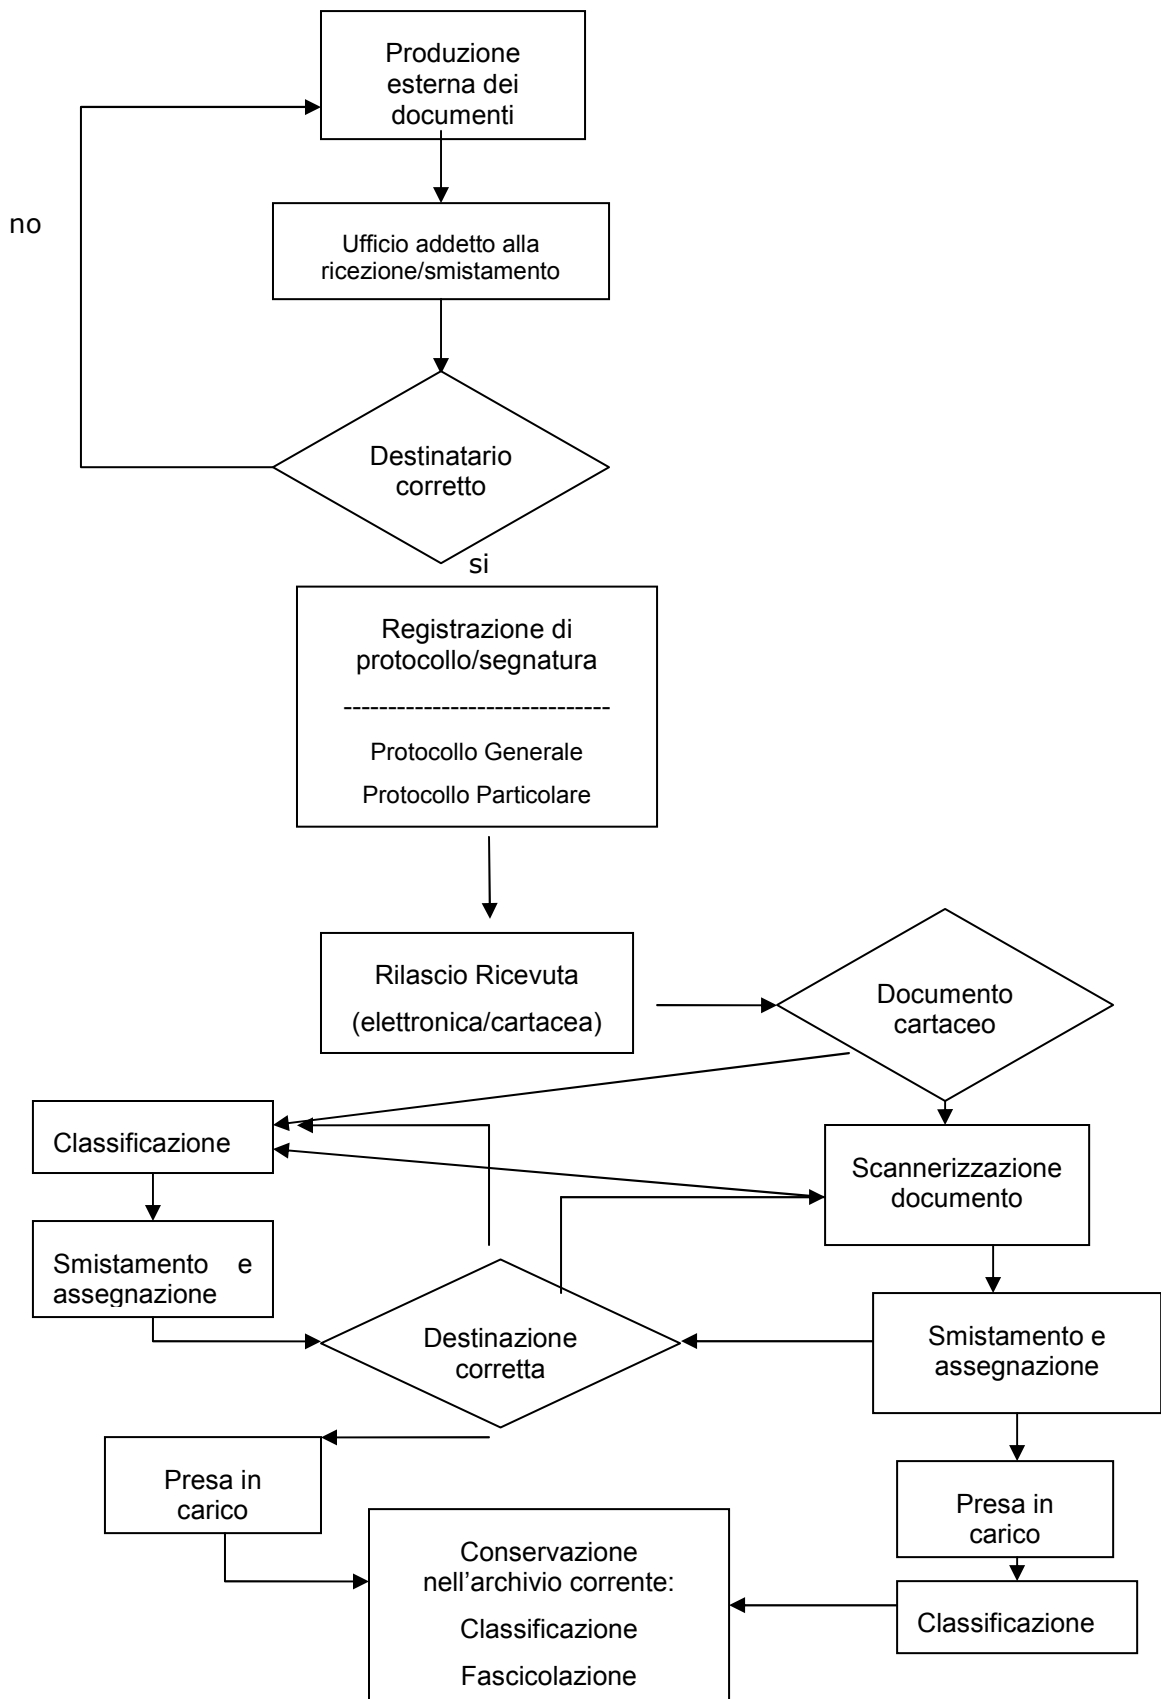 Produzione
esterna dei
documenti
no
Ufficio addetto alla
ricezione/smistamento
Destinatario
corretto
si
Registrazione di
protocollo/segnatura
------------------------------
Protocollo Generale
Protocollo Particolare
Rilascio Ricevuta
(elettronica/cartacea)
Documento
cartaceo
Classificazione
Scannerizzazione
documento
Smistamento e
assegnazione
Destinazione
corretta
Smistamento e
assegnazione
Presa in
carico
Presa in
carico
Conservazione
nell’archivio corrente:
Classificazione
Fascicolazione
Classificazione